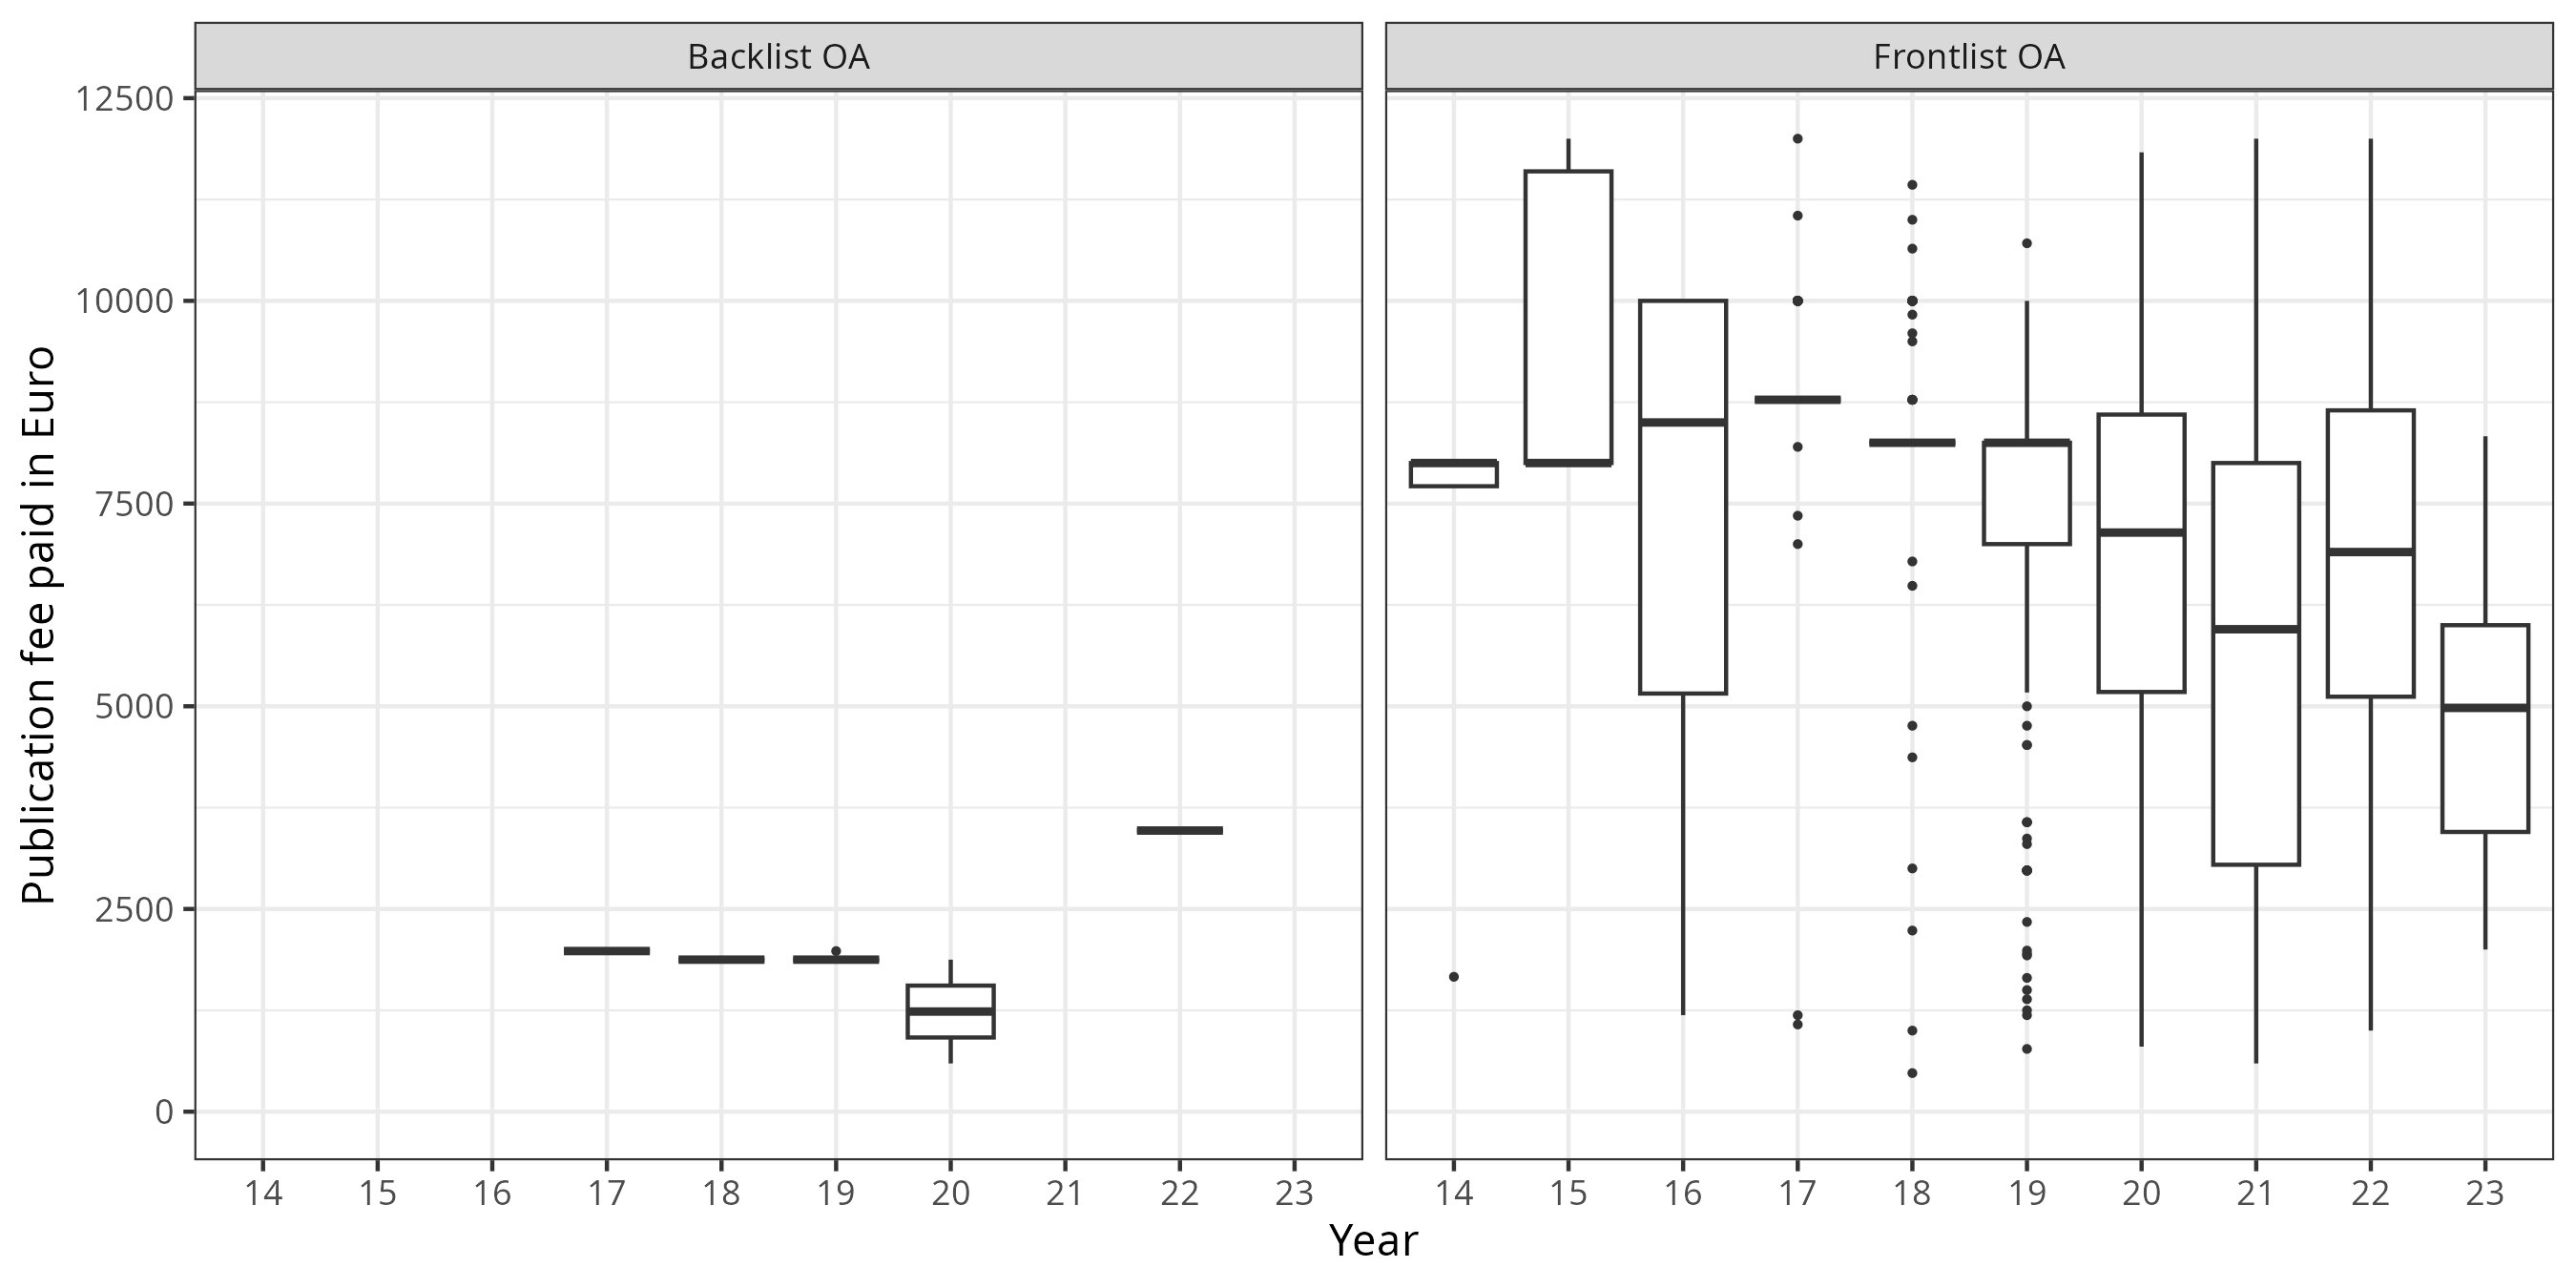 Backlist OA
Frontlist OA
Publication fee paid in Euro
12500
10000
7500
5000
2500
0
14 15 16 17 18 19 20 21 22 23
14 15 16 17 18 19 20 21 22 23
Year